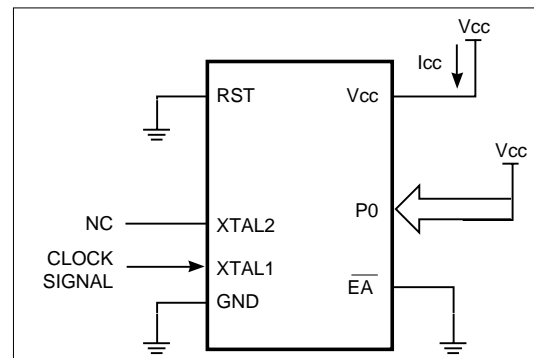 Vcc
Icc
RST
Vcc
Vcc
P0
NC
XTAL2
CLOCK
SIGNAL
XTAL1
GND
EA